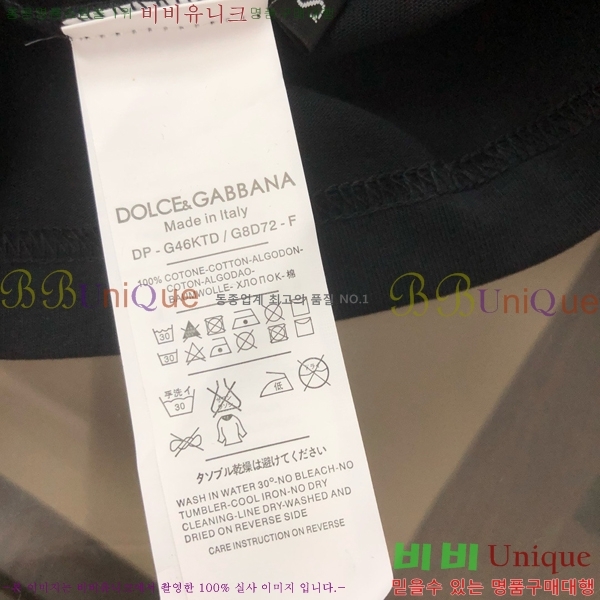 비비유니크
DOLCE&GABBANA
Made in Italy
DP - G46KTD / G8D72 - F
100% COTONE-COTTON-ALGODON-
COTON-ALGODAO-
BAUMWOLLE- ХЛОПОК- 棉
BBUniQue
동종업계 최고의 품질 NO.1
BBUniQue
30
30
手洗イ
30
低
タンブル乾燥は避けてください
WASH IN WATER 30°-NO BLEACH-NO
TUMBLER-COOL IRON-NO DRY
CLEANING-LINE DRY-WASHED AND
DRIED ON REVERSE SIDE
CARE INSTRUCTION ON REVERSE
비비 Unique
촬영한 100% 실사 이미지 입니다.-
믿을수 있는 명품구매대행